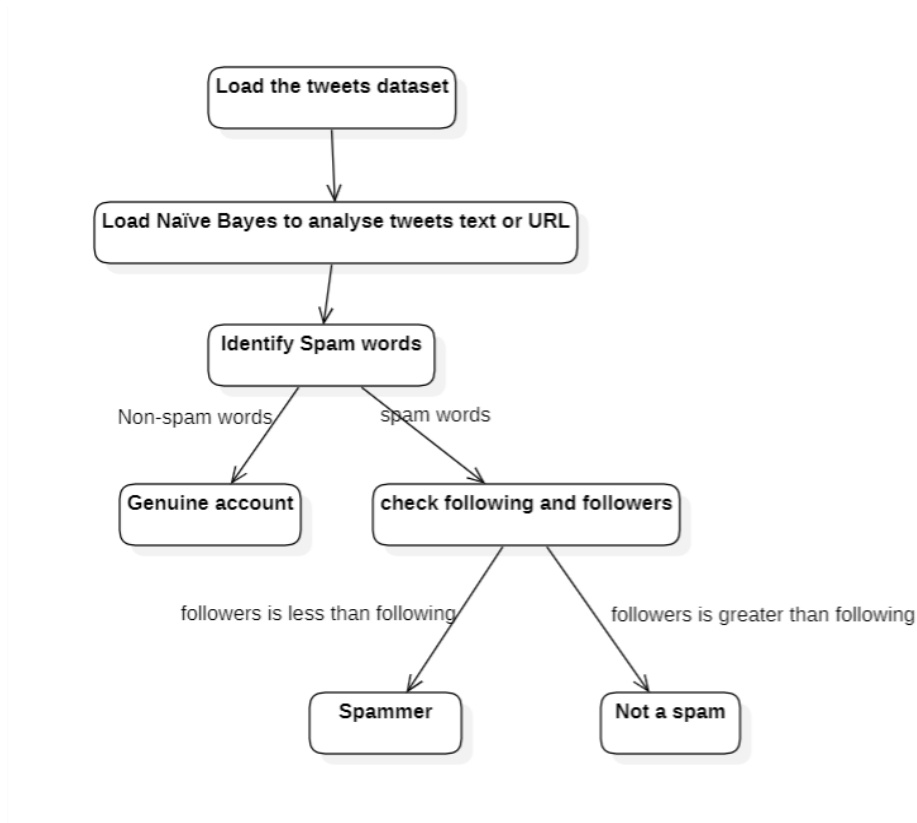 Load the tweets dataset
Load Naïve Bayes to analyse tweets text or URL
Identify Spam words
Non-spam words
spam words
Genuine account
check following and followers
followers is less than following
followers is greater than following
Spammer
Not a spam